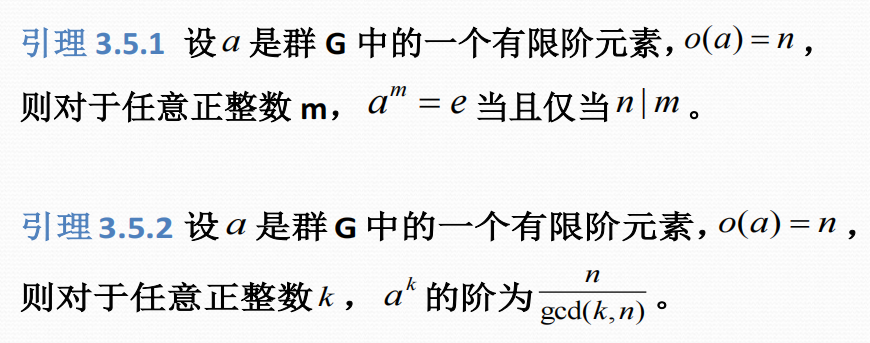 引理 3.5.1 设 a 是群 G 中的一个有限阶元素，o(a) = n，
则对于任意正整数 m， a^m = e 当且仅当 n | m 。
引理 3.5.2 设 a 是群 G 中的一个有限阶元素，o(a) = n，
则对于任意正整数 k ， a^k 的阶为 \frac{n}{\gcd(k,n)} 。